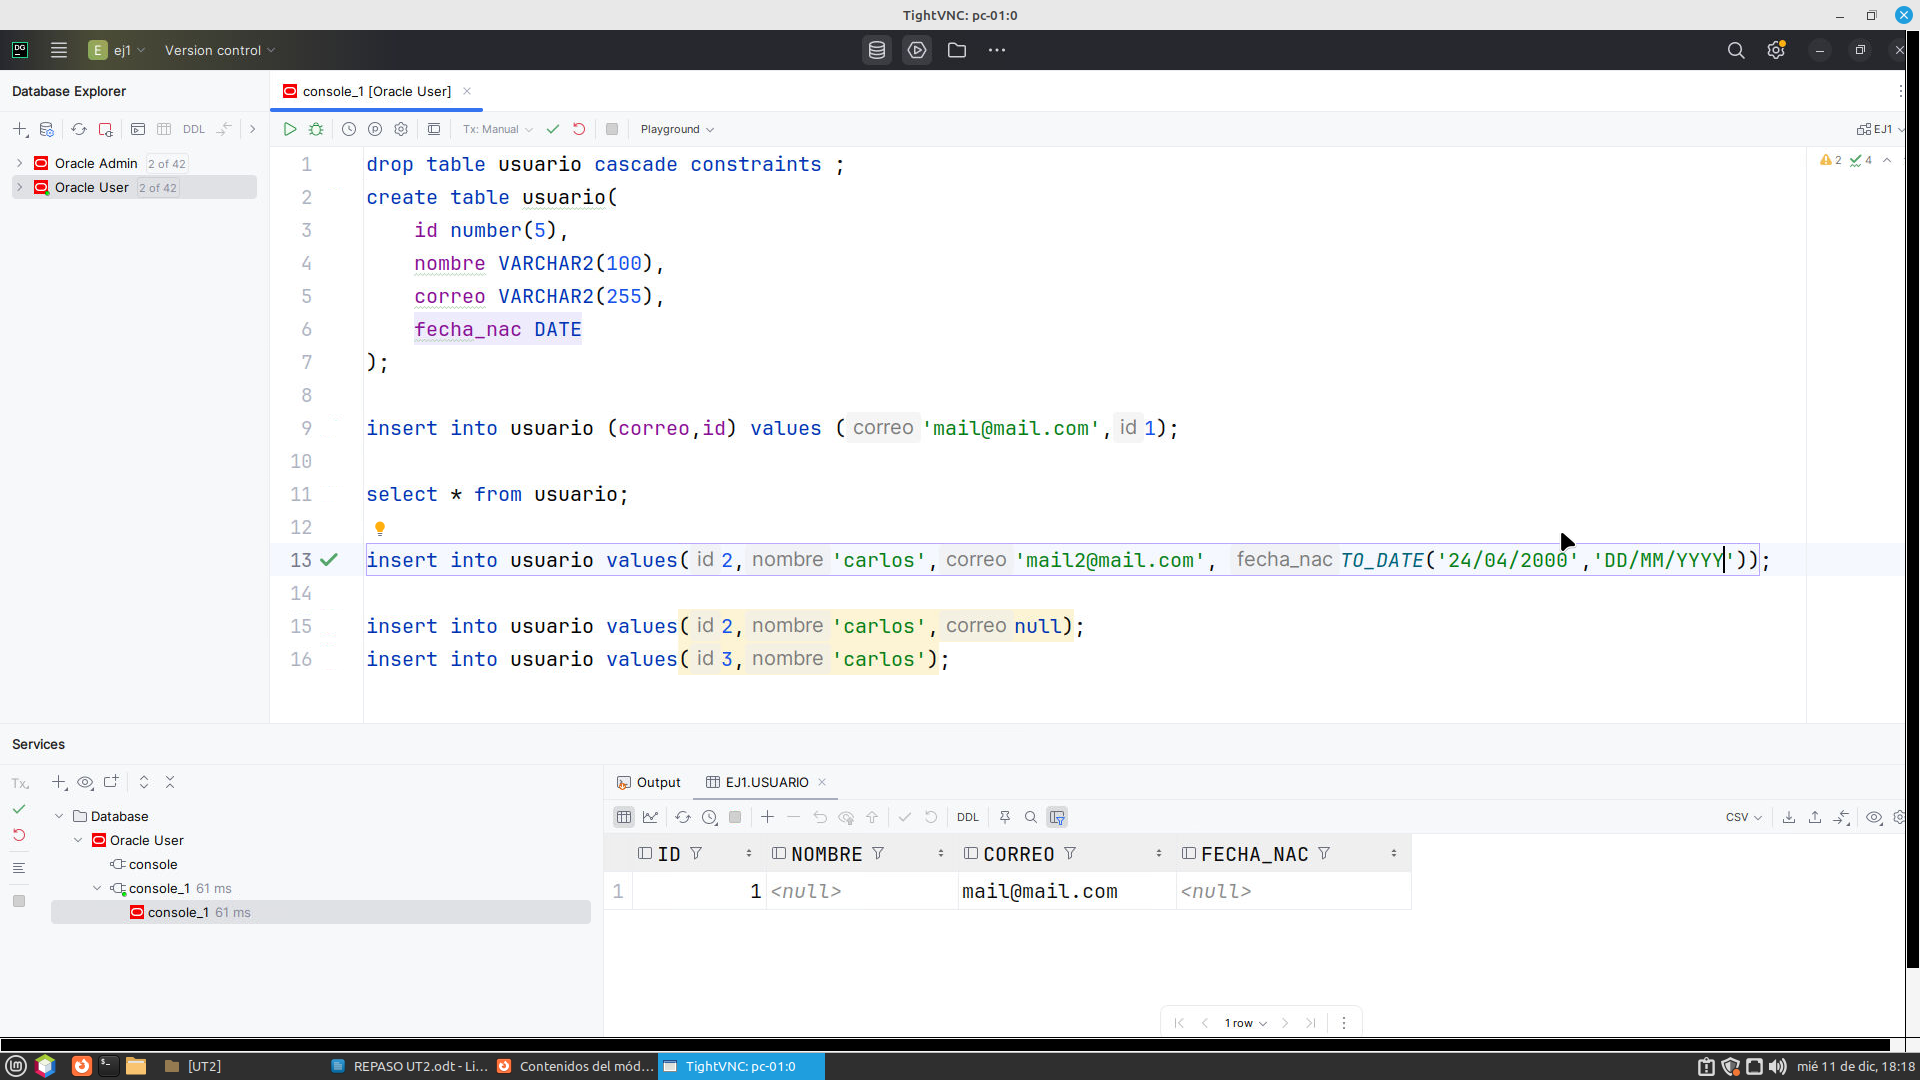 TightVNC: pc-01:0
DG E ej1 Version control
Database Explorer
console_1 [Oracle User]
DDL Tx: Manual Playground EJ1
Oracle Admin 2 of 42
Oracle User 2 of 42
2 4
1 drop table usuario cascade constraints ;
2 create table usuario(
3 id number(5),
4 nombre VARCHAR2(100),
5 correo VARCHAR2(255),
6 fecha_nac DATE
7 );
8
9 insert into usuario (correo,id) values ( correo 'mail@mail.com', id 1);
10
11 select * from usuario;
12
13 insert into usuario values( id 2, nombre 'carlos', correo 'mail2@mail.com', fecha_nac TO_DATE('24/04/2000','DD/MM/YYYY'));
14
15 insert into usuario values( id 2, nombre 'carlos', correo null);
16 insert into usuario values( id 3, nombre 'carlos');
Services
Tx
Database
Oracle User
console
console_1 61 ms
console_1 61 ms
Output EJ1.USUARIO
DDL CSV
ID NOMBRE CORREO FECHA_NAC
1 1 <null> mail@mail.com <null>
1 row
[UT2] REPASO UT2.odt - Li... Contenidos del mód... TightVNC: pc-01:0 mié 11 de dic, 18:18